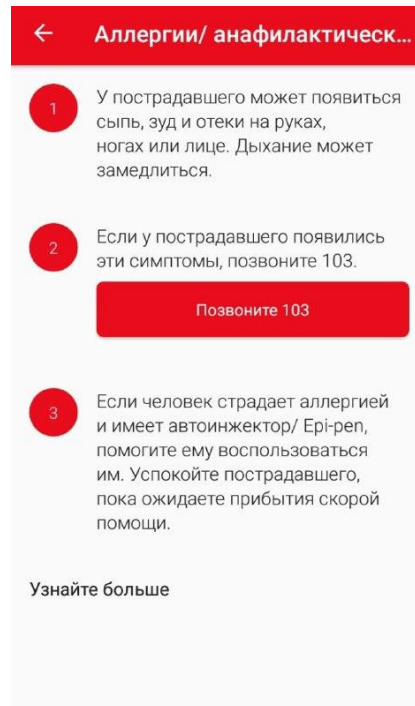 Аллергии/ анафилактическ...
1
У пострадавшего может появиться
сыпь, зуд и отеки на руках,
ногах или лице. Дыхание может
замедлиться.
2
Если у пострадавшего появились
эти симптомы, позвоните 103.
Позвоните 103
3
Если человек страдает аллергией
и имеет автоинжектор/ Epi-pen,
помогите ему воспользоваться
им. Успокойте пострадавшего,
пока ожидаете прибытия скорой
помощи.
Узнайте больше